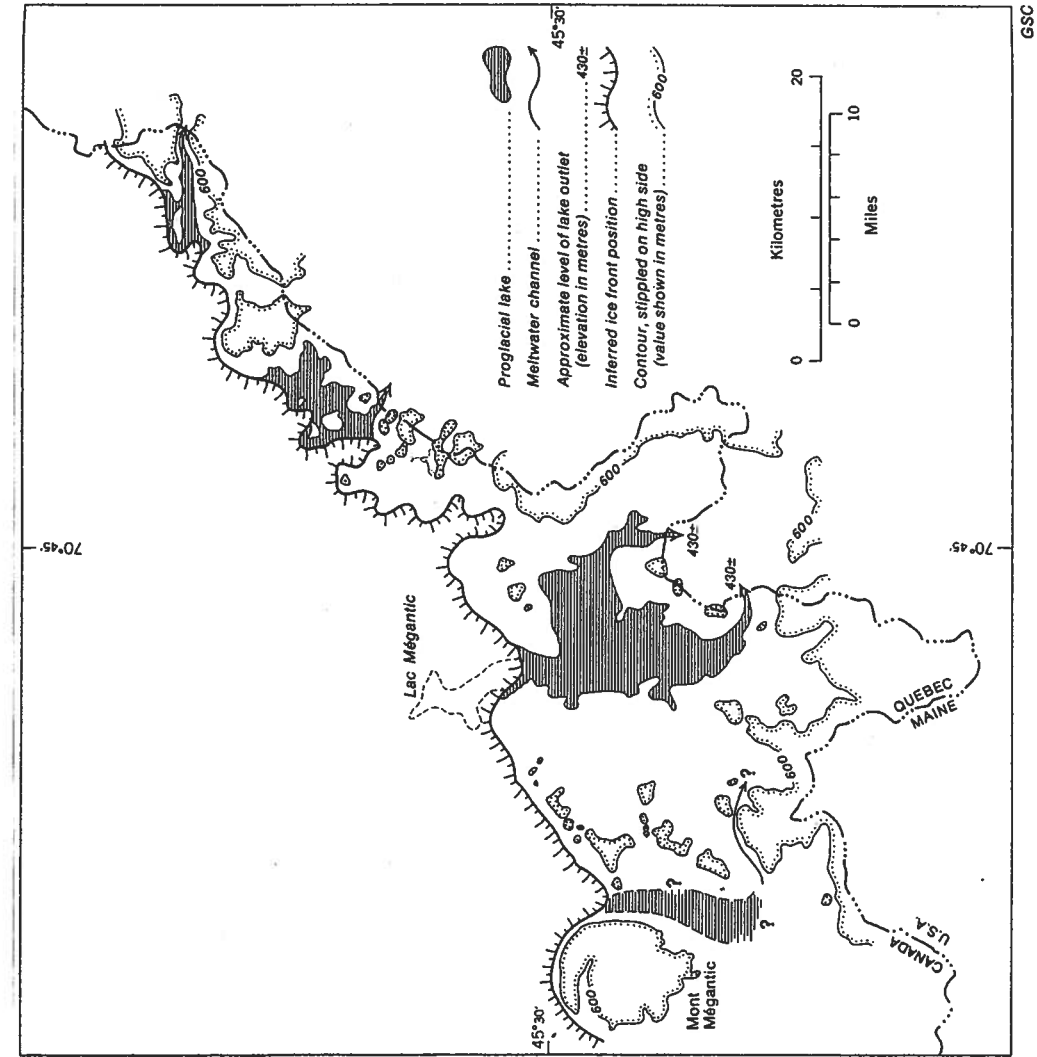 GSC
45°30′
70°45′
Lac Mégantic
600
600
600
600
600
600
430±
430±
QUEBEC
MAINE
CANADA
U.S.A.
?
?
?
Mont
Mégantic
45°30′
70°45′
Proglacial lake
Meltwater channel
Approximate level of lake outlet
(elevation in metres) 430±
Inferred ice front position
Contour, stippled on high side
(value shown in metres) 600
Kilometres
0 20
0 10
Miles